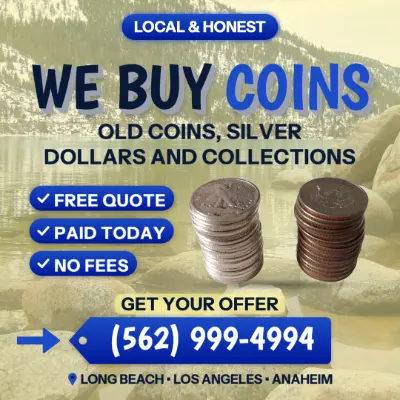 LOCAL & HONEST
WE BUY COINS
OLD COINS, SILVER
DOLLARS AND COLLECTIONS
FREE QUOTE
PAID TODAY
NO FEES
GET YOUR OFFER
(562) 999-4994
LONG BEACH • LOS ANGELES • ANAHEIM